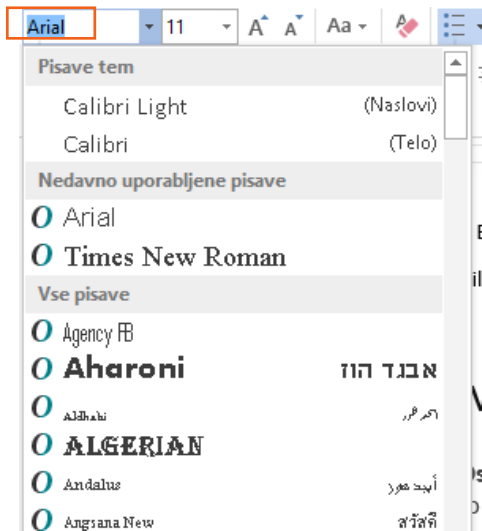 Arial 11 A A Aa A
Pisave tem
Calibri Light (Naslovi)
Calibri (Telo)
Nedavno uporabljene pisave
O Arial
O Times New Roman
Vse pisave
O Agency FB
O Aharoni אבגד הוז
O Aldhabi
O ALGERIAN
O Andalus أبجد هوز
O Angsana New สวัสดี